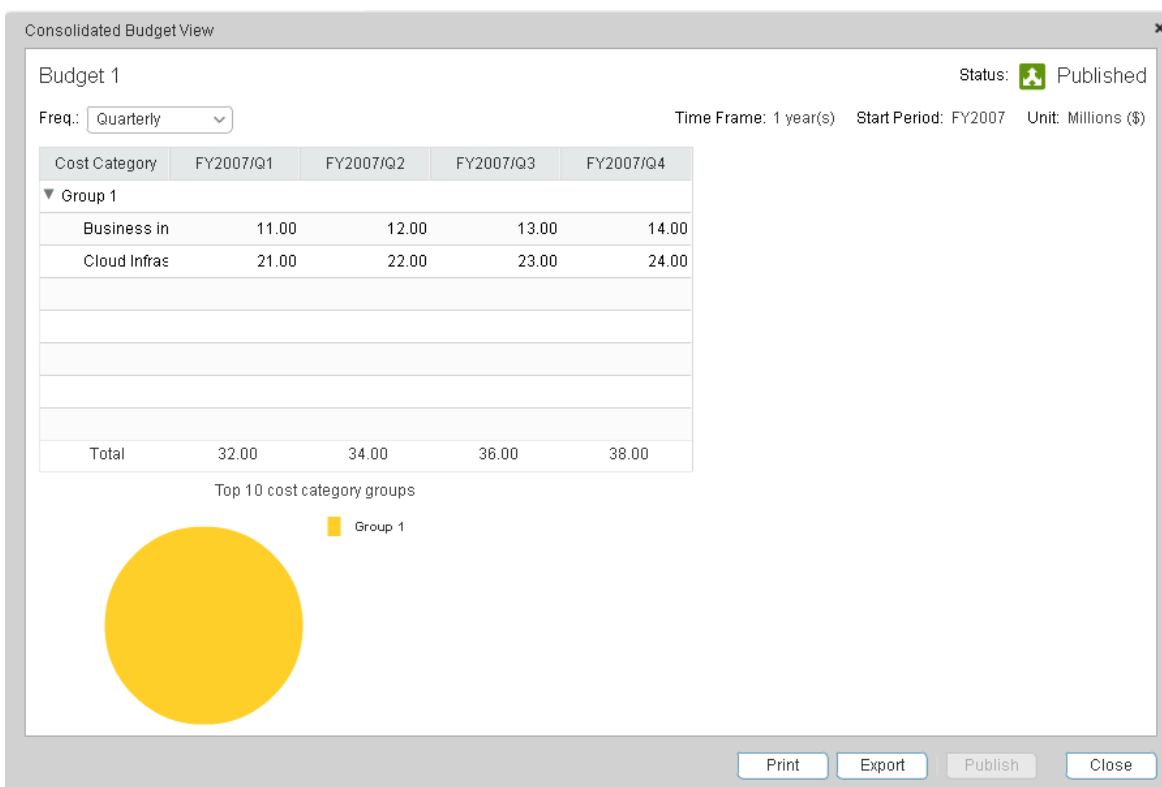 Consolidated Budget View
Budget 1 Status: Published
Freq.: Quarterly Time Frame: 1 year(s) Start Period: FY2007 Unit: Millions ($)
Cost Category FY2007/Q1 FY2007/Q2 FY2007/Q3 FY2007/Q4
Group 1
Business in 11.00 12.00 13.00 14.00
Cloud Infras 21.00 22.00 23.00 24.00
Total 32.00 34.00 36.00 38.00
Top 10 cost category groups
Group 1
Print Export Publish Close